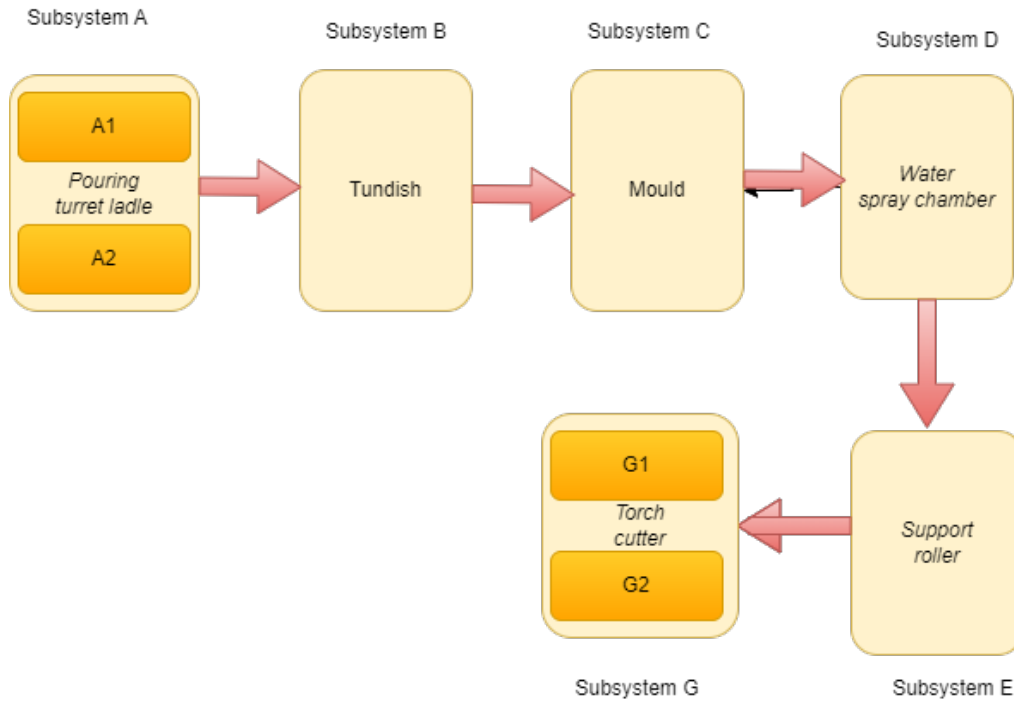 Subsystem A
Subsystem B
Subsystem C
Subsystem D
A1
Pouring
turret ladle
A2
Tundish
Mould
Water
spray chamber
G1
Torch
cutter
G2
Support
roller
Subsystem G
Subsystem E